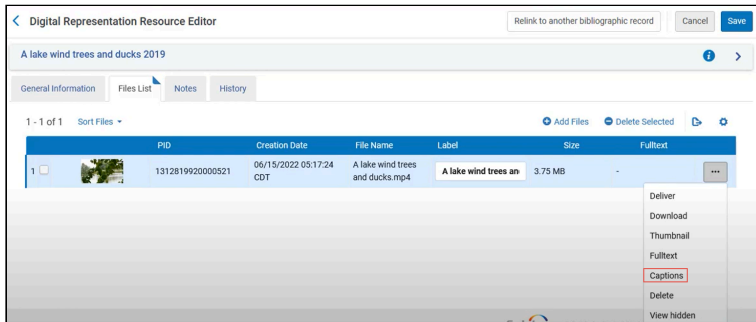 Digital Representation Resource Editor
Relink to another bibliographic record
Cancel
Save
A lake wind trees and ducks 2019
General Information
Files List
Notes
History
1 - 1 of 1
Sort Files
Add Files
Delete Selected
PID
Creation Date
File Name
Label
Size
Fulltext
1
1312819920000521
06/15/2022 05:17:24
CDT
A lake wind trees
and ducks.mp4
A lake wind trees an
3.75 MB
-
Deliver
Download
Thumbnail
Fulltext
Captions
Delete
View hidden